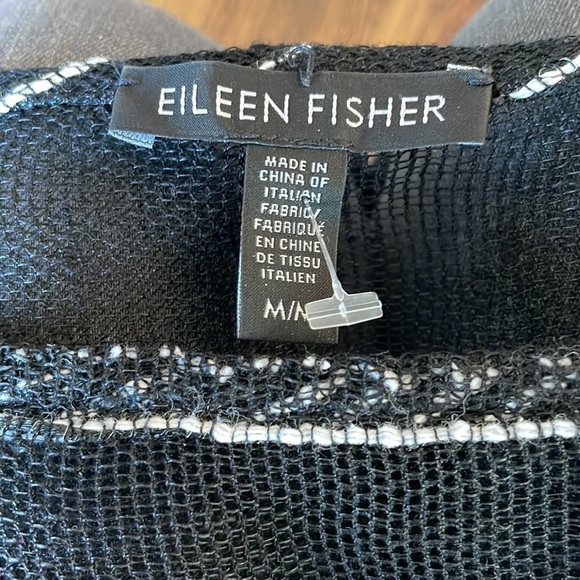 EILEEN FISHER
MADE IN
CHINA OF
ITALIAN
FABRIC/
FABRIQUÉ
EN CHINE
DE TISSU
ITALIEN
M/M